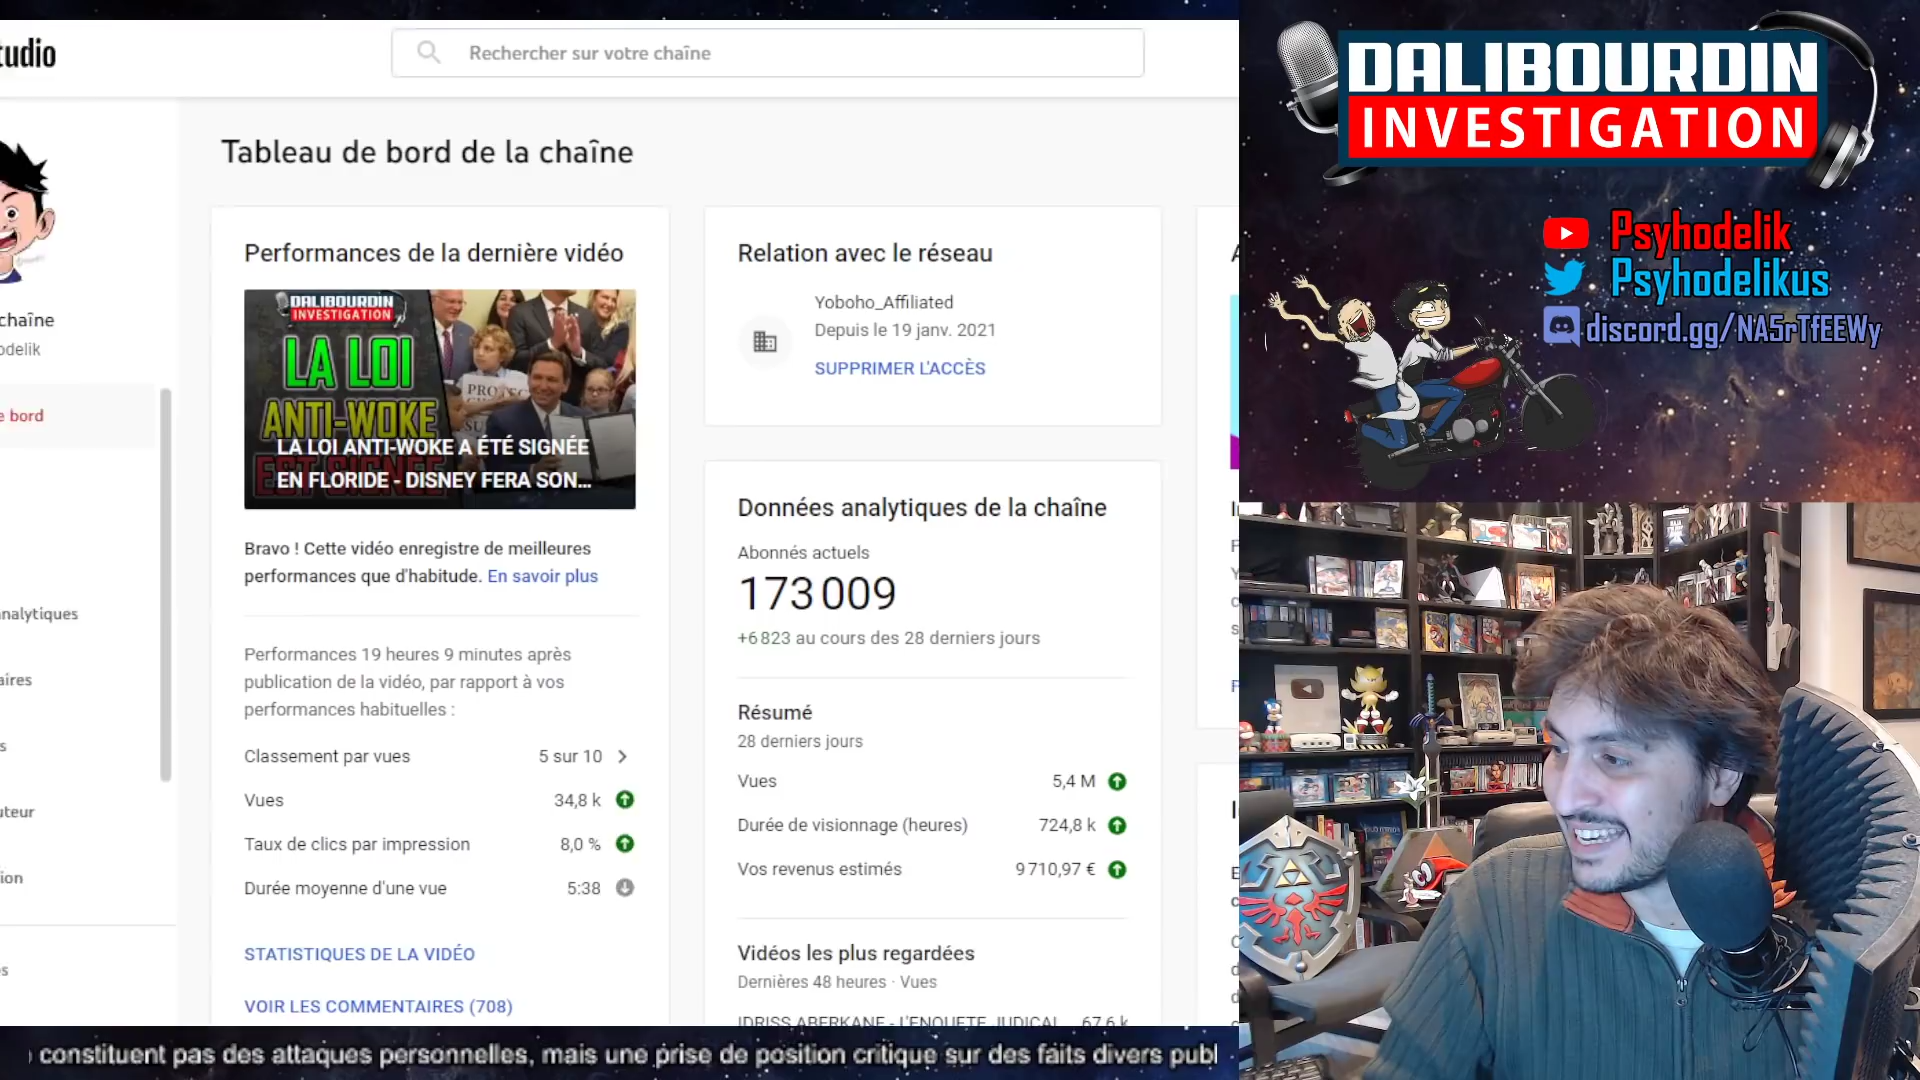 tudio
Rechercher sur votre chaîne
Tableau de bord de la chaîne
chaîne
odelik
e bord
nalytiques
aires
s
uteur
ion
s
Performances de la dernière vidéo
DALIBOURDIN
INVESTIGATION
LA LOI
ANTI-WOKE
EST SIGNÉE
PROTECT
LA LOI ANTI-WOKE A ÉTÉ SIGNÉE
EN FLORIDE - DISNEY FERA SON...
Bravo ! Cette vidéo enregistre de meilleures
performances que d'habitude. En savoir plus
Performances 19 heures 9 minutes après
publication de la vidéo, par rapport à vos
performances habituelles :
Classement par vues 5 sur 10
Vues 34,8 k
Taux de clics par impression 8,0 %
Durée moyenne d'une vue 5:38
STATISTIQUES DE LA VIDÉO
VOIR LES COMMENTAIRES (708)
Relation avec le réseau
Yoboho_Affiliated
Depuis le 19 janv. 2021
SUPPRIMER L'ACCÈS
Données analytiques de la chaîne
Abonnés actuels
173 009
+6 823 au cours des 28 derniers jours
Résumé
28 derniers jours
Vues 5,4 M
Durée de visionnage (heures) 724,8 k
Vos revenus estimés 9 710,97 €
Vidéos les plus regardées
Dernières 48 heures · Vues
IDRISS ABERKANE - L'ENQUETE JUDICAI... 67,6 k
DALIBOURDIN
INVESTIGATION
Psyhodelik
Psyhodelikus
discord.gg/NA5rTfEEWy
constituent pas des attaques personnelles, mais une prise de position critique sur des faits divers publ